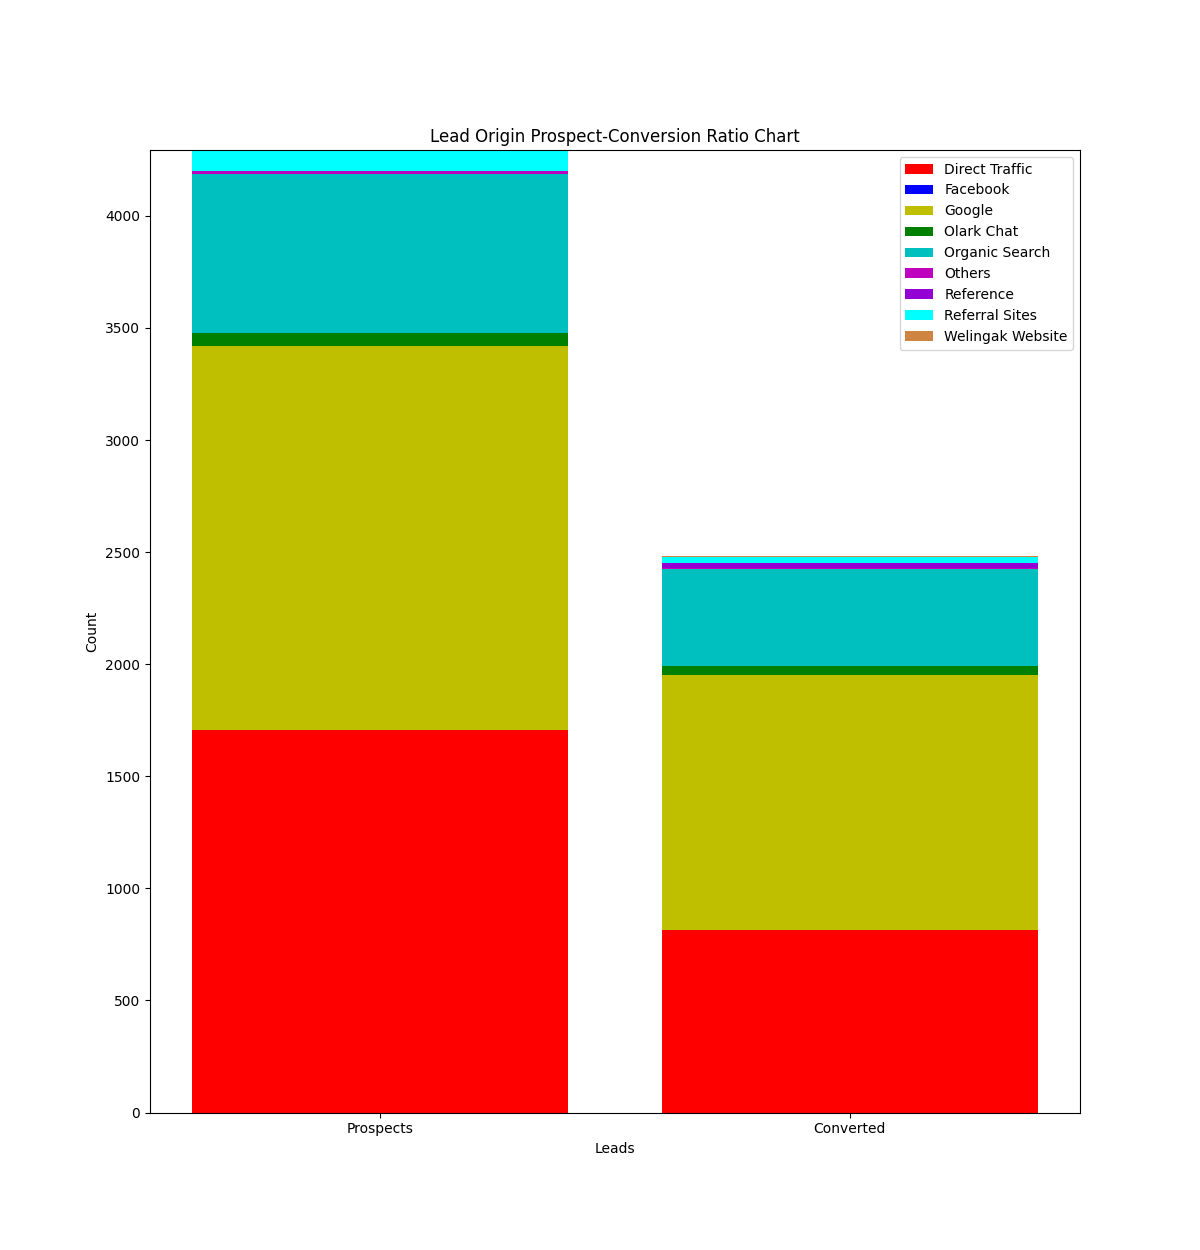 Lead Origin Prospect-Conversion Ratio Chart
Direct Traffic
Facebook
Google
Olark Chat
Organic Search
Others
Reference
Referral Sites
Welingak Website
4000
3500
3000
2500
2000
1500
1000
500
0
Count
Prospects
Converted
Leads